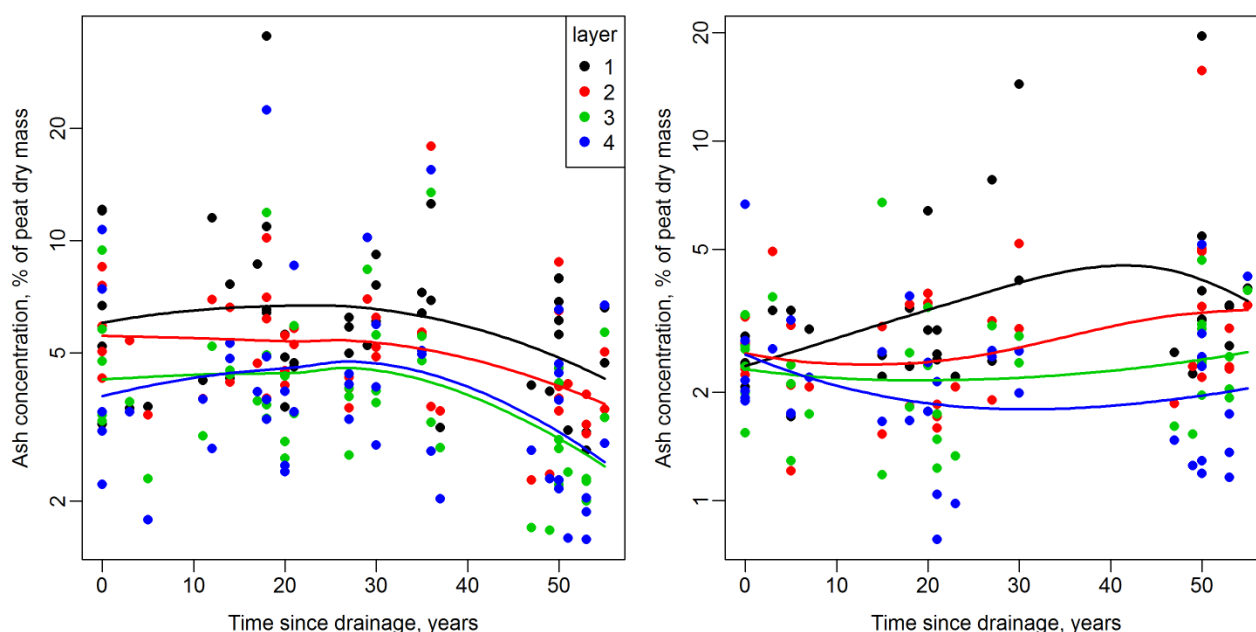 layer
1
2
3
4
20
10
5
2
0 10 20 30 40 50
Time since drainage, years
Ash concentration, % of peat dry mass
20
10
5
2
1
0 10 20 30 40 50
Time since drainage, years
Ash concentration, % of peat dry mass